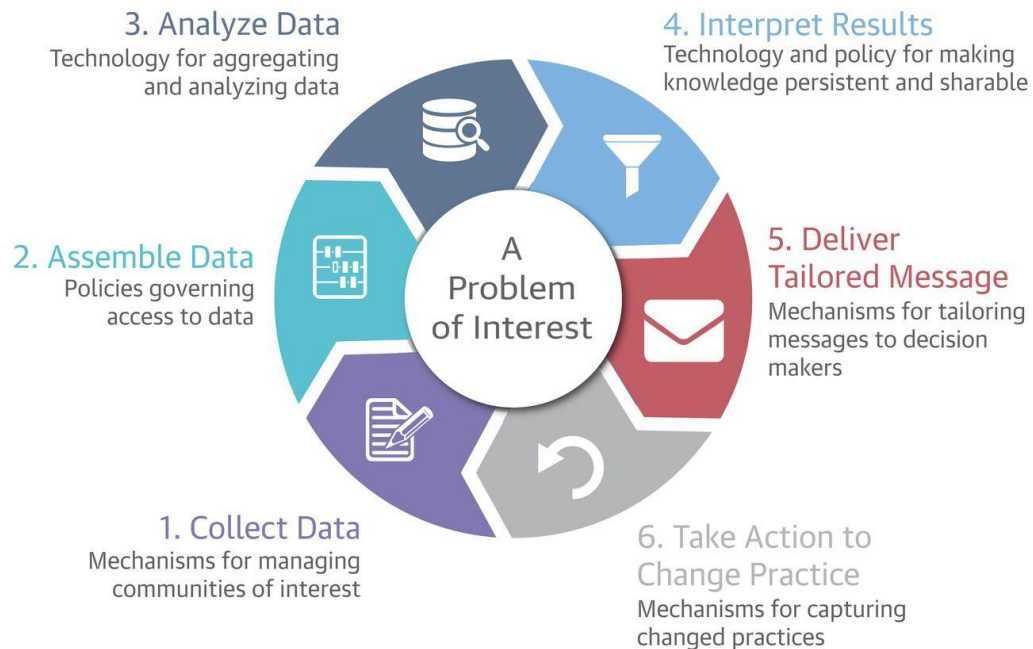 3. Analyze Data
Technology for aggregating
and analyzing data
4. Interpret Results
Technology and policy for making
knowledge persistent and sharable
2. Assemble Data
Policies governing
access to data
A
Problem
of Interest
5. Deliver
Tailored Message
Mechanisms for tailoring
messages to decision
makers
1. Collect Data
Mechanisms for managing
communities of interest
6. Take Action to
Change Practice
Mechanisms for capturing
changed practices